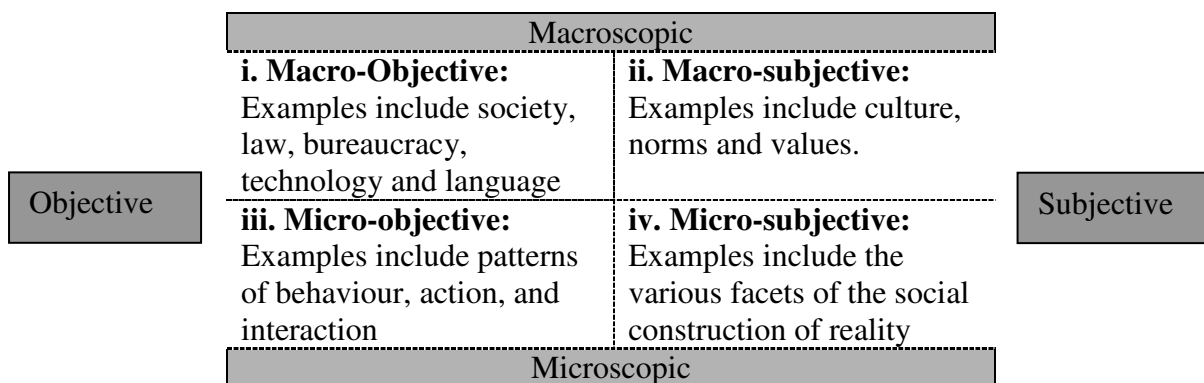 Macroscopic
i. Macro-Objective:
Examples include society,
law, bureaucracy,
technology and language
ii. Macro-subjective:
Examples include culture,
norms and values.
Objective
Subjective
iii. Micro-objective:
Examples include patterns
of behaviour, action, and
interaction
iv. Micro-subjective:
Examples include the
various facets of the social
construction of reality
Microscopic